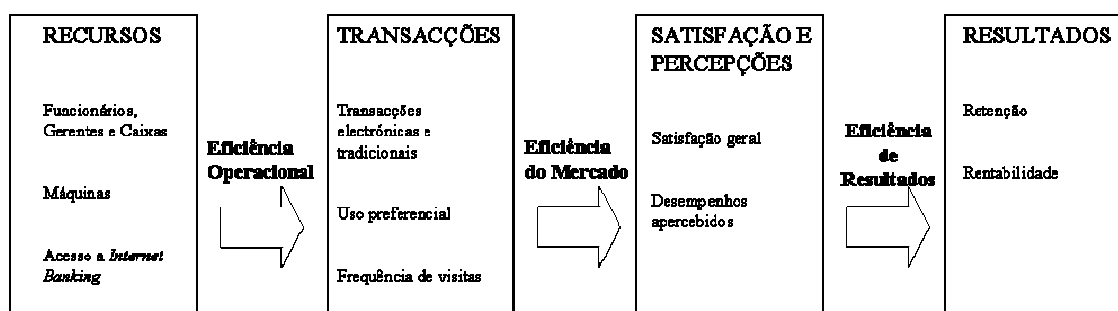 RECURSOS
Funcionários,
Gerentes e Caixas
Máquinas
Acesso a Internet
Banking
Eficiência
Operacional
TRANSACÇÕES
Transacções
electrónicas e
tradicionais
Uso preferencial
Frequência de visitas
Eficiência
do Mercado
SATISFAÇÃO E
PERCEPÇÕES
Satisfação geral
Desempenhos
apercebidos
Eficiência
de
Resultados
RESULTADOS
Retenção
Rentabilidade